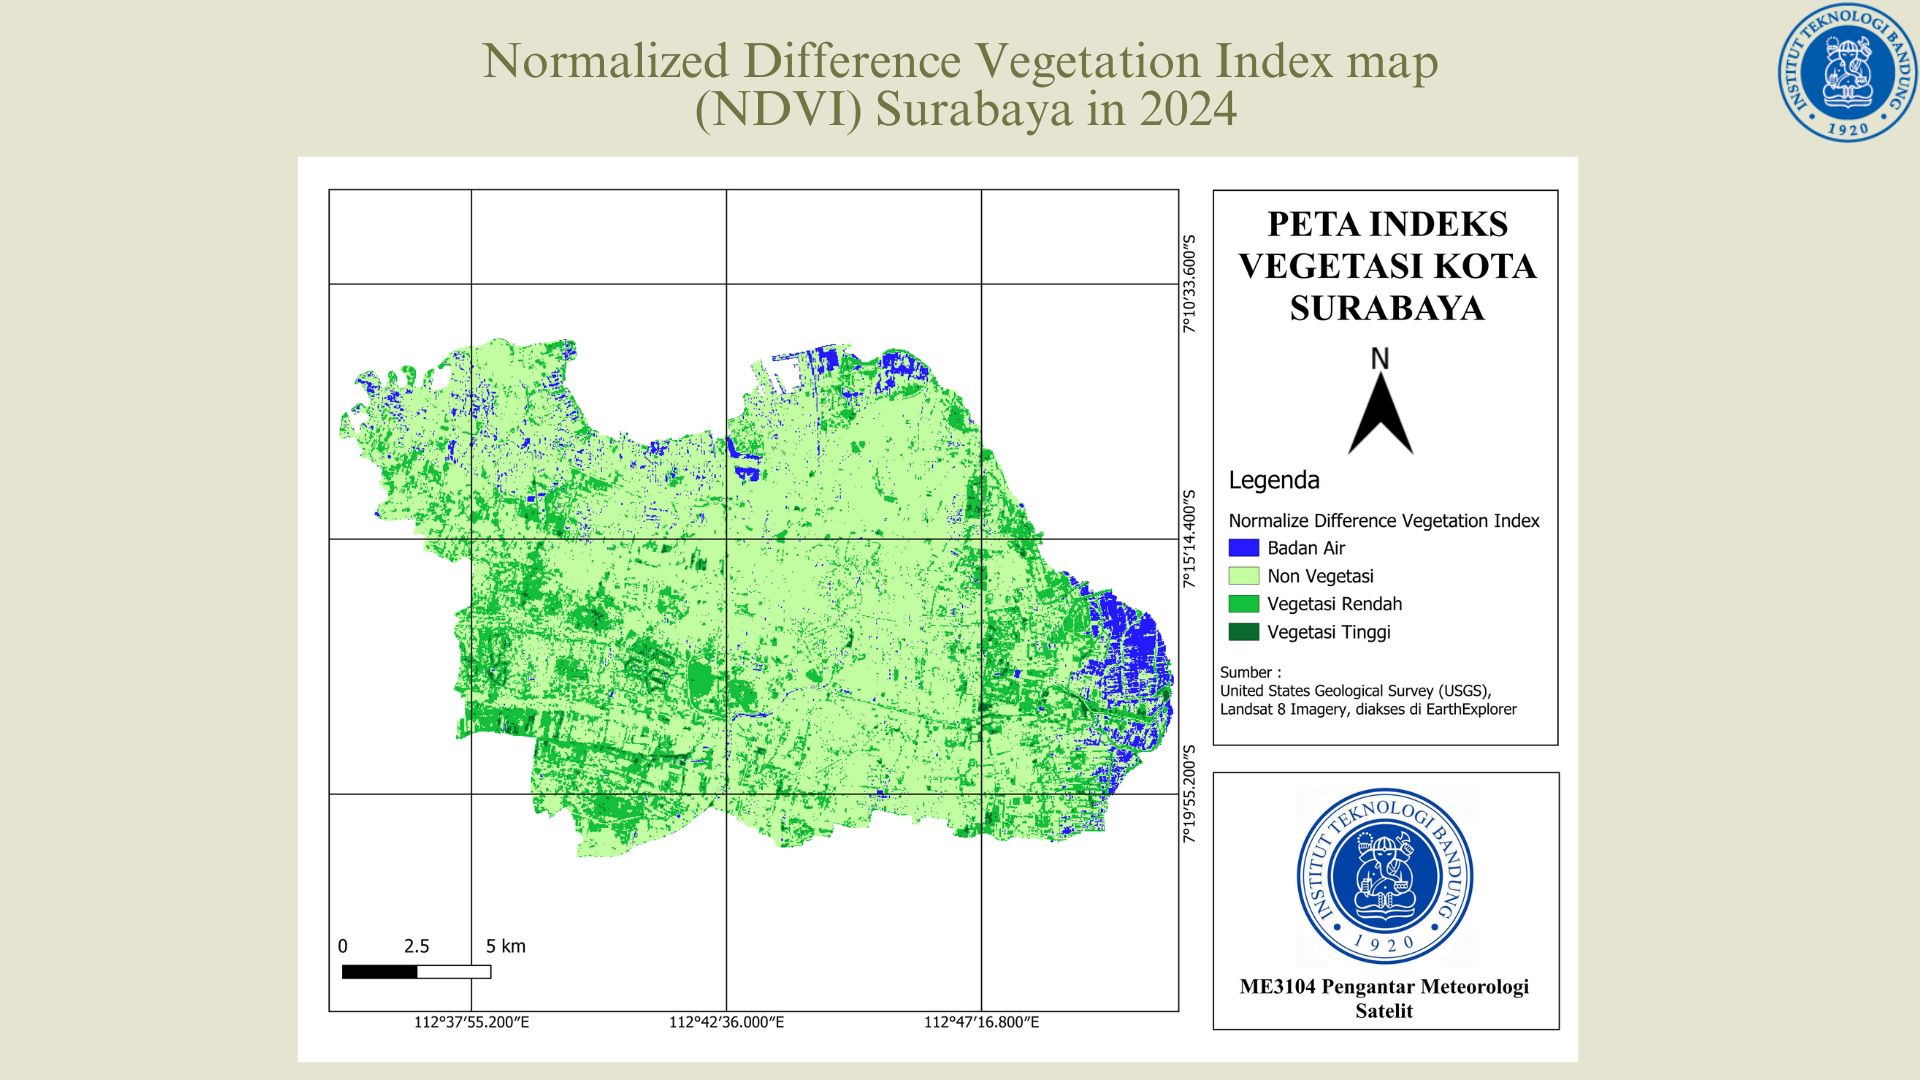 Normalized Difference Vegetation Index map
(NDVI) Surabaya in 2024
INSTITUT TEKNOLOGI BANDUNG
1920
PETA INDEKS
VEGETASI KOTA
SURABAYA
N
Legenda
Normalize Difference Vegetation Index
Badan Air
Non Vegetasi
Vegetasi Rendah
Vegetasi Tinggi
Sumber :
United States Geological Survey (USGS),
Landsat 8 Imagery, diakses di EarthExplorer
7°10'33.600"S
7°15'14.400"S
7°19'55.200"S
0 2.5 5 km
112°37'55.200"E 112°42'36.000"E 112°47'16.800"E
INSTITUT TEKNOLOGI BANDUNG
1920
ME3104 Pengantar Meteorologi
Satelit